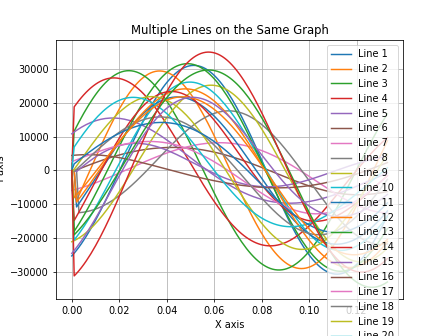 Multiple Lines on the Same Graph
30000
20000
10000
0
−10000
−20000
−30000
0.00 0.02 0.04 0.06 0.08 0.10
X axis
axis
Line 1
Line 2
Line 3
Line 4
Line 5
Line 6
Line 7
Line 8
Line 9
Line 10
Line 11
Line 12
Line 13
Line 14
Line 15
Line 16
Line 17
Line 18
Line 19
Line 20